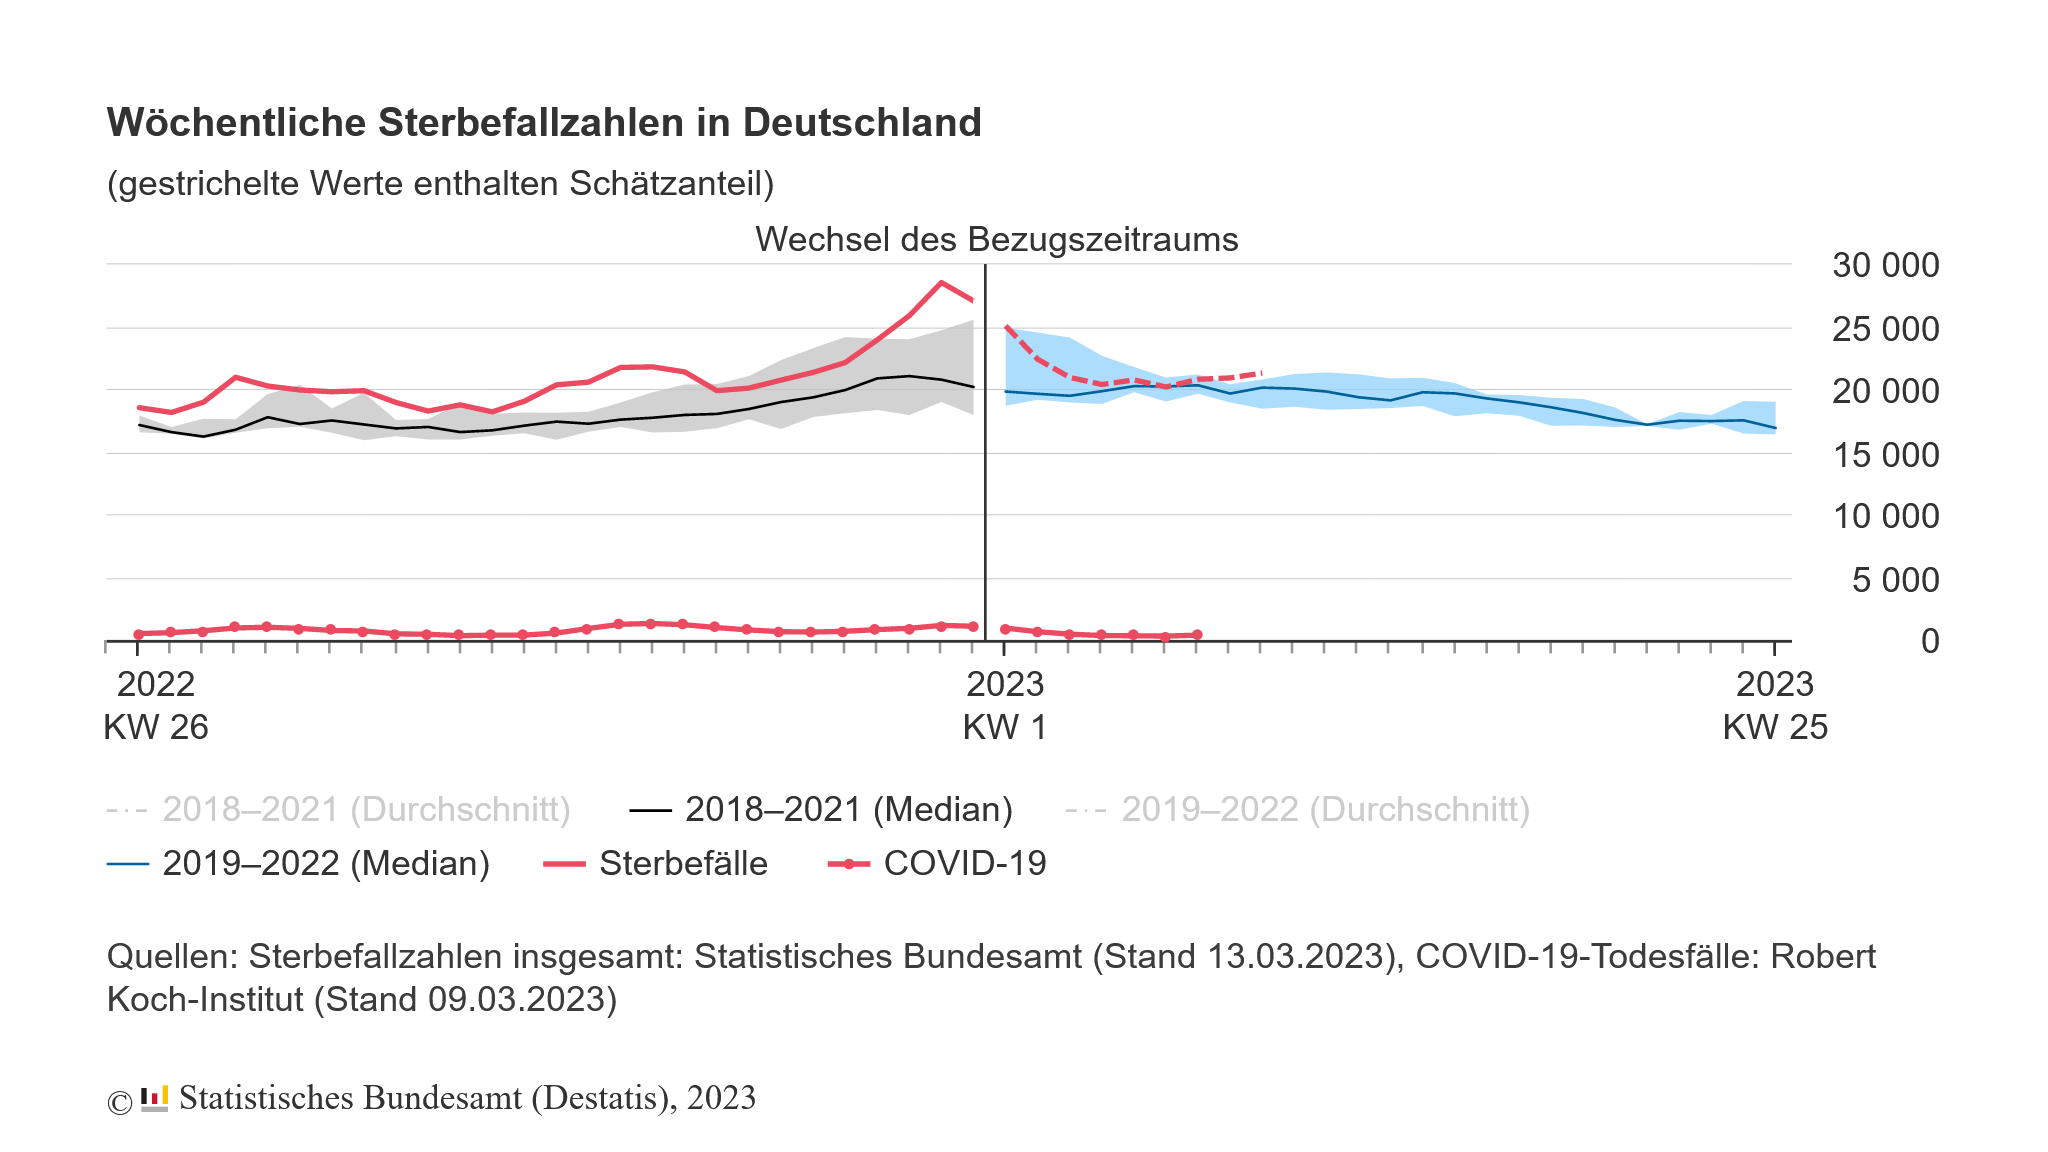 Wöchentliche Sterbefallzahlen in Deutschland
(gestrichelte Werte enthalten Schätzanteil)
Wechsel des Bezugszeitraums
30 000
25 000
20 000
15 000
10 000
5 000
0
2022 2023 2023
KW 26 KW 1 KW 25
2018–2021 (Durchschnitt) 2018–2021 (Median) 2019–2022 (Durchschnitt)
2019–2022 (Median) Sterbefälle COVID-19
Quellen: Sterbefallzahlen insgesamt: Statistisches Bundesamt (Stand 13.03.2023), COVID-19-Todesfälle: Robert
Koch-Institut (Stand 09.03.2023)
© Statistisches Bundesamt (Destatis), 2023